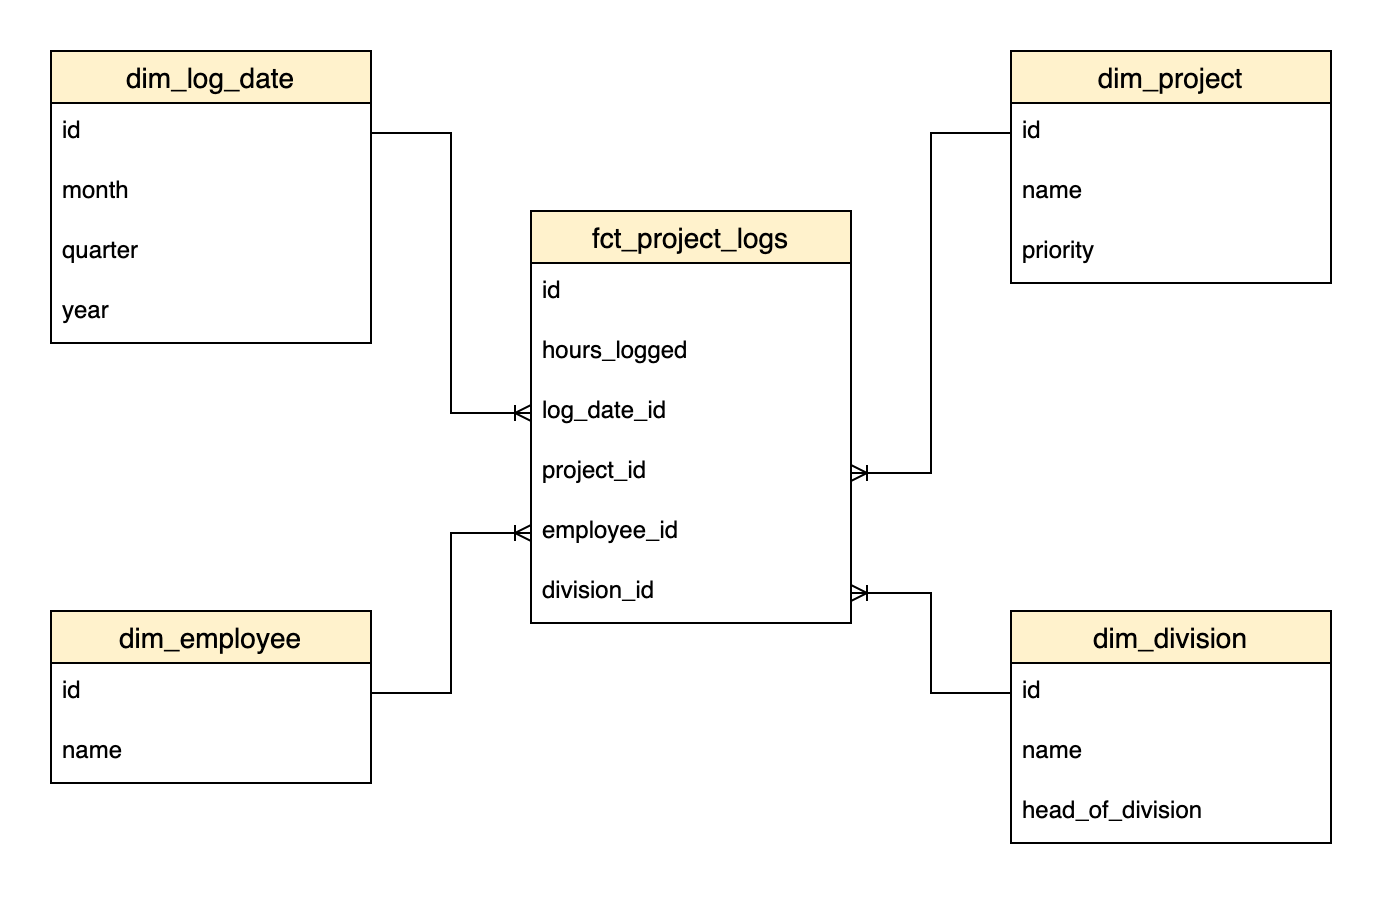 dim_log_date
id
month
quarter
year
dim_project
id
name
priority
fct_project_logs
id
hours_logged
log_date_id
project_id
employee_id
division_id
dim_employee
id
name
dim_division
id
name
head_of_division